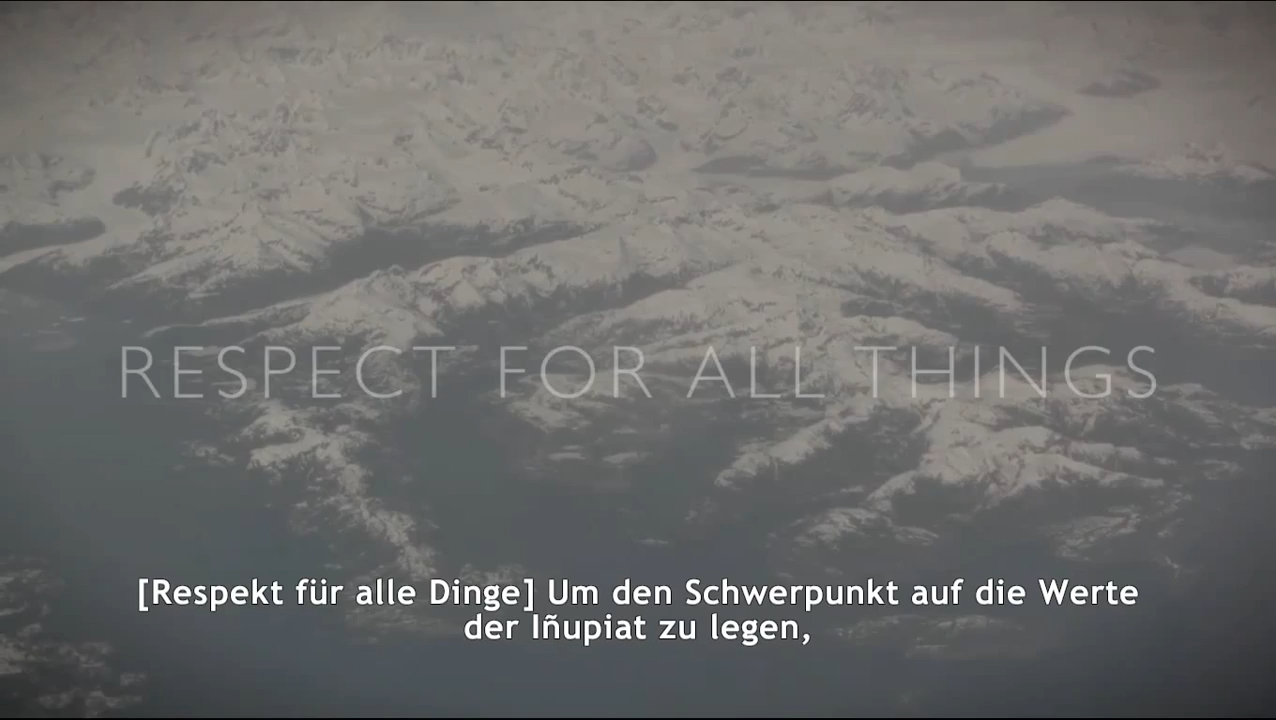 RESPECT FOR ALL THINGS
[Respekt für alle Dinge] Um den Schwerpunkt auf die Werte
der Iñupiat zu legen,